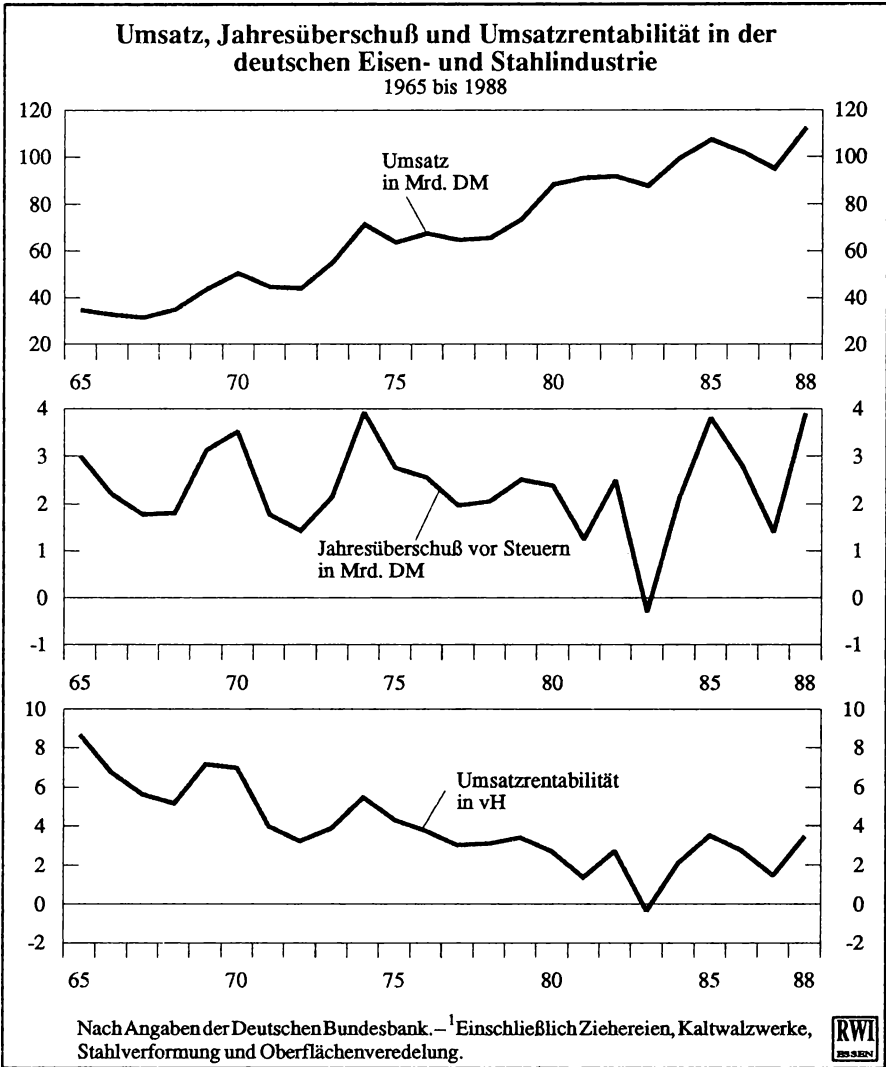 Umsatz, Jahresüberschuß und Umsatzrentabilität in der
deutschen Eisen- und Stahlindustrie
1965 bis 1988
120 120
100 100
80 80
60 60
40 40
20 20
Umsatz
in Mrd. DM
65 70 75 80 85 88
4 4
3 3
2 2
1 1
0 0
-1 -1
Jahresüberschuß vor Steuern
in Mrd. DM
65 70 75 80 85 88
10 10
8 8
6 6
4 4
2 2
0 0
-2 -2
Umsatzrentabilität
in vH
65 70 75 80 85 88
Nach Angaben der Deutschen Bundesbank.– ¹Einschließlich Ziehereien, Kaltwalzwerke,
Stahlverformung und Oberflächenveredelung.
RWI
ESSEN